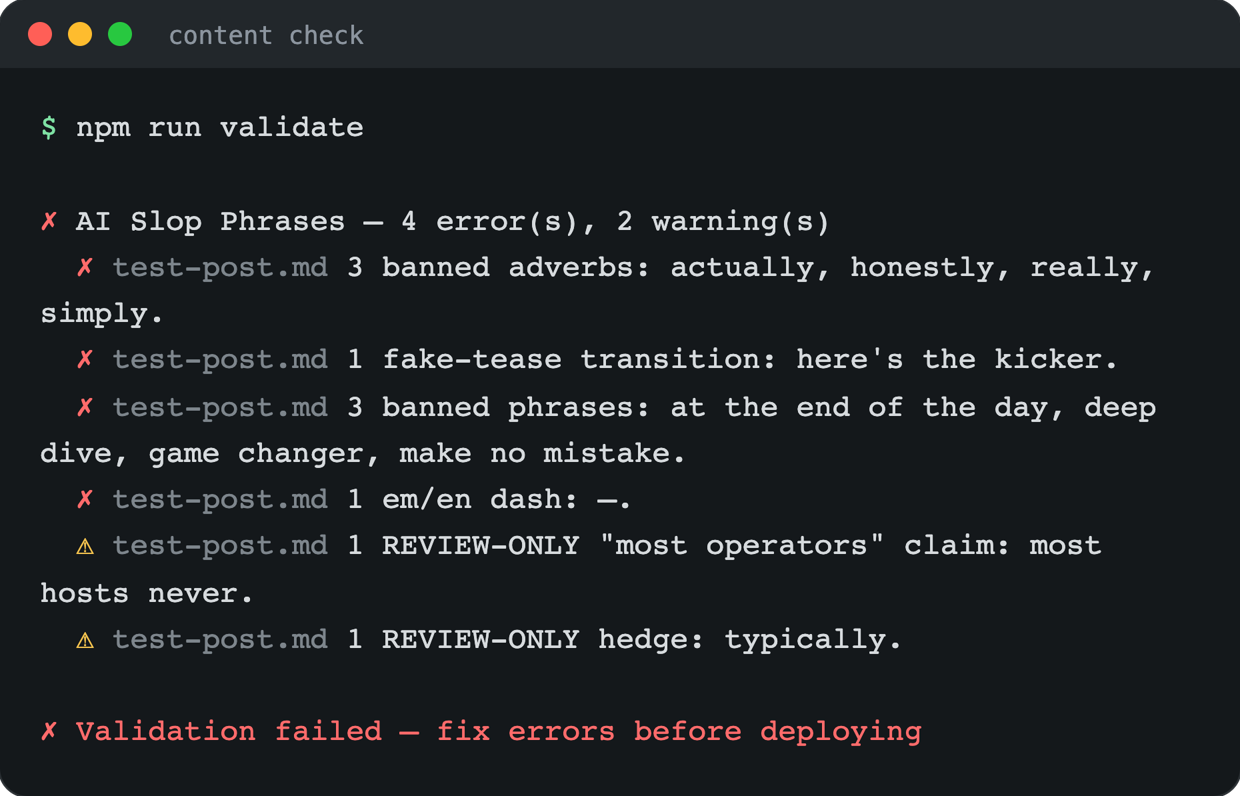 content check
$ npm run validate
✗ AI Slop Phrases — 4 error(s), 2 warning(s)
✗ test-post.md 3 banned adverbs: actually, honestly, really,
simply.
✗ test-post.md 1 fake-tease transition: here's the kicker.
✗ test-post.md 3 banned phrases: at the end of the day, deep
dive, game changer, make no mistake.
✗ test-post.md 1 em/en dash: —.
⚠ test-post.md 1 REVIEW-ONLY "most operators" claim: most
hosts never.
⚠ test-post.md 1 REVIEW-ONLY hedge: typically.
✗ Validation failed — fix errors before deploying